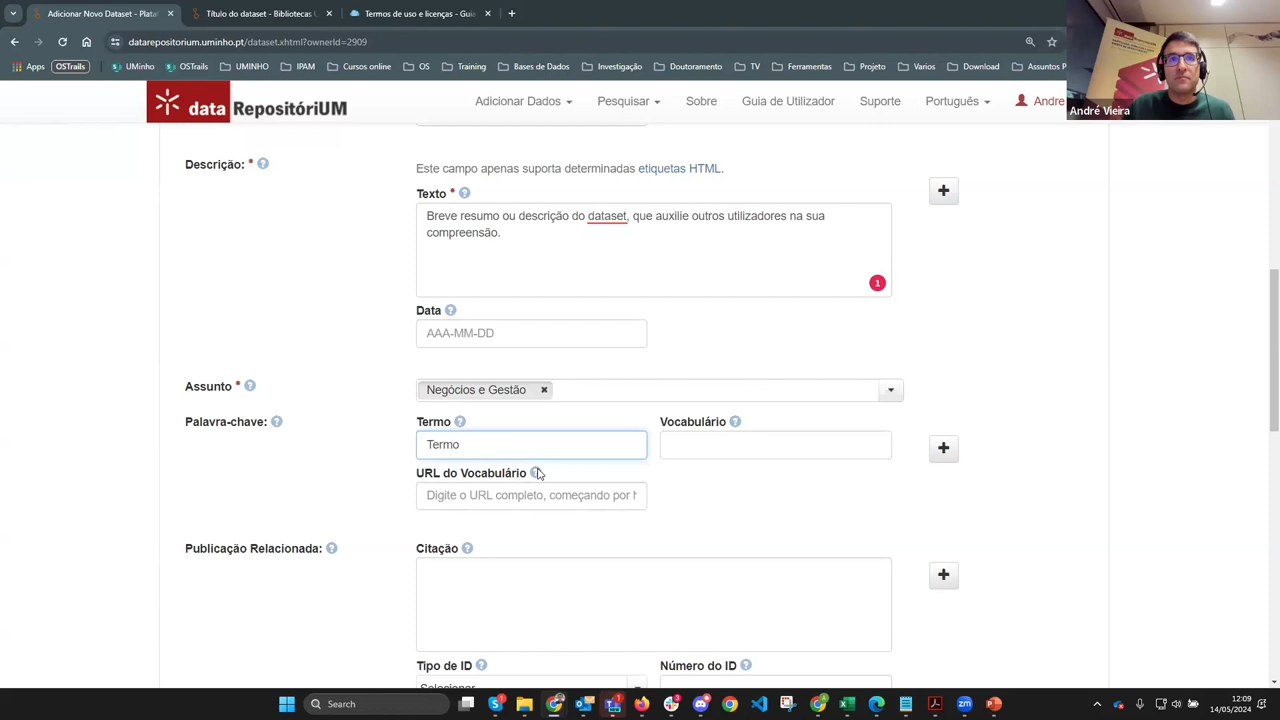 Adicionar Novo Dataset - Plata
Título do dataset - Bibliotecas U
Termos de uso e licenças - Guia
datarepositorium.uminho.pt/dataset.xhtml?ownerId=2909
Apps OSTrails UMinho OSTrails UMINHO IPAM Cursos online OS Training Bases de Dados Investigação Doutoramento TV Ferramentas Projeto Varios Download Assuntos P
data RepositóriUM
Adicionar Dados Pesquisar Sobre Guia de Utilizador Suporte Português Andre
André Vieira
Descrição: *
Este campo apenas suporta determinadas etiquetas HTML.
Texto *
Breve resumo ou descrição do dataset, que auxilie outros utilizadores na sua
compreensão.
1
Data
AAA-MM-DD
Assunto *
Negócios e Gestão
Palavra-chave:
Termo
Vocabulário
Termo
URL do Vocabulário
Digite o URL completo, começando por h
Publicação Relacionada:
Citação
Tipo de ID
Número do ID
Selecionar
Search
12:09
14/05/2024